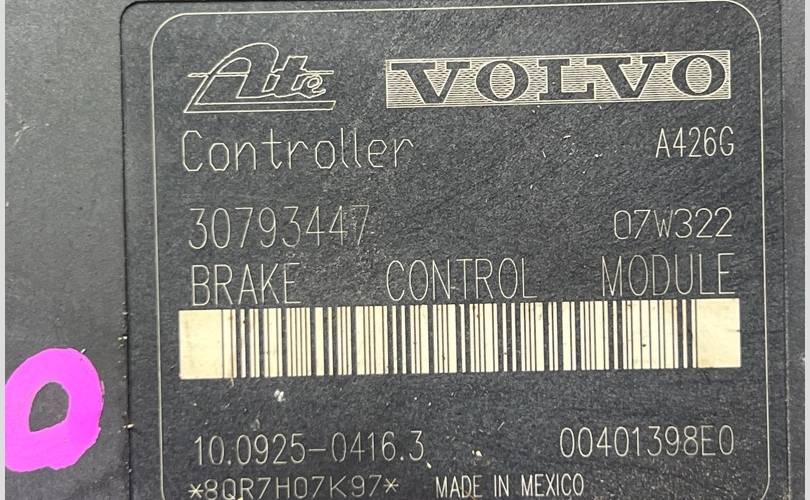 Ate VOLVO
Controller A426G
30793447 07W322
BRAKE CONTROL MODULE
10.0925-0416.3 00401398E0
*8QR7H07K97* MADE IN MEXICO